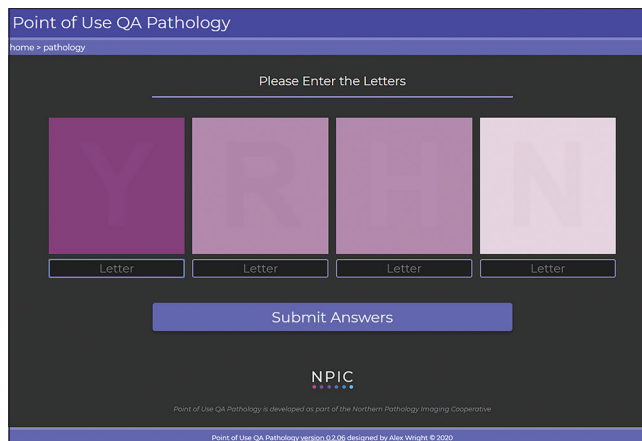 Point of Use QA Pathology
home > pathology
Please Enter the Letters
Y R H N
Letter Letter Letter Letter
Submit Answers
NPIC
Point of Use QA Pathology is developed as part of the Northern Pathology Imaging Cooperative
Point of Use QA Pathology version 0.2.06 designed by Alex Wright © 2020